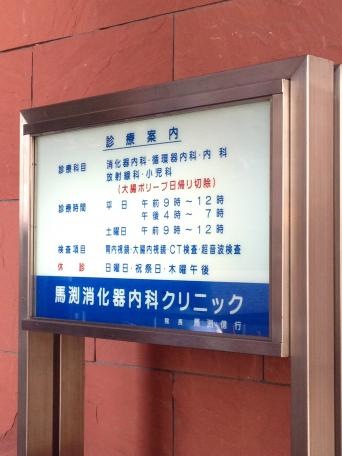 診療案内
診療科目 消化器内科・循環器内科・内科
放射線科・小児科
(大腸ポリープ日帰り切除)
診療時間 平日 午前9時〜12時
午後4時〜7時
土曜日 午前9時〜12時
検査項目 胃内視鏡・大腸内視鏡・CT検査・超音波検査
休診 日曜日・祝祭日・木曜午後
馬渕消化器内科クリニック
院長 馬渕信行